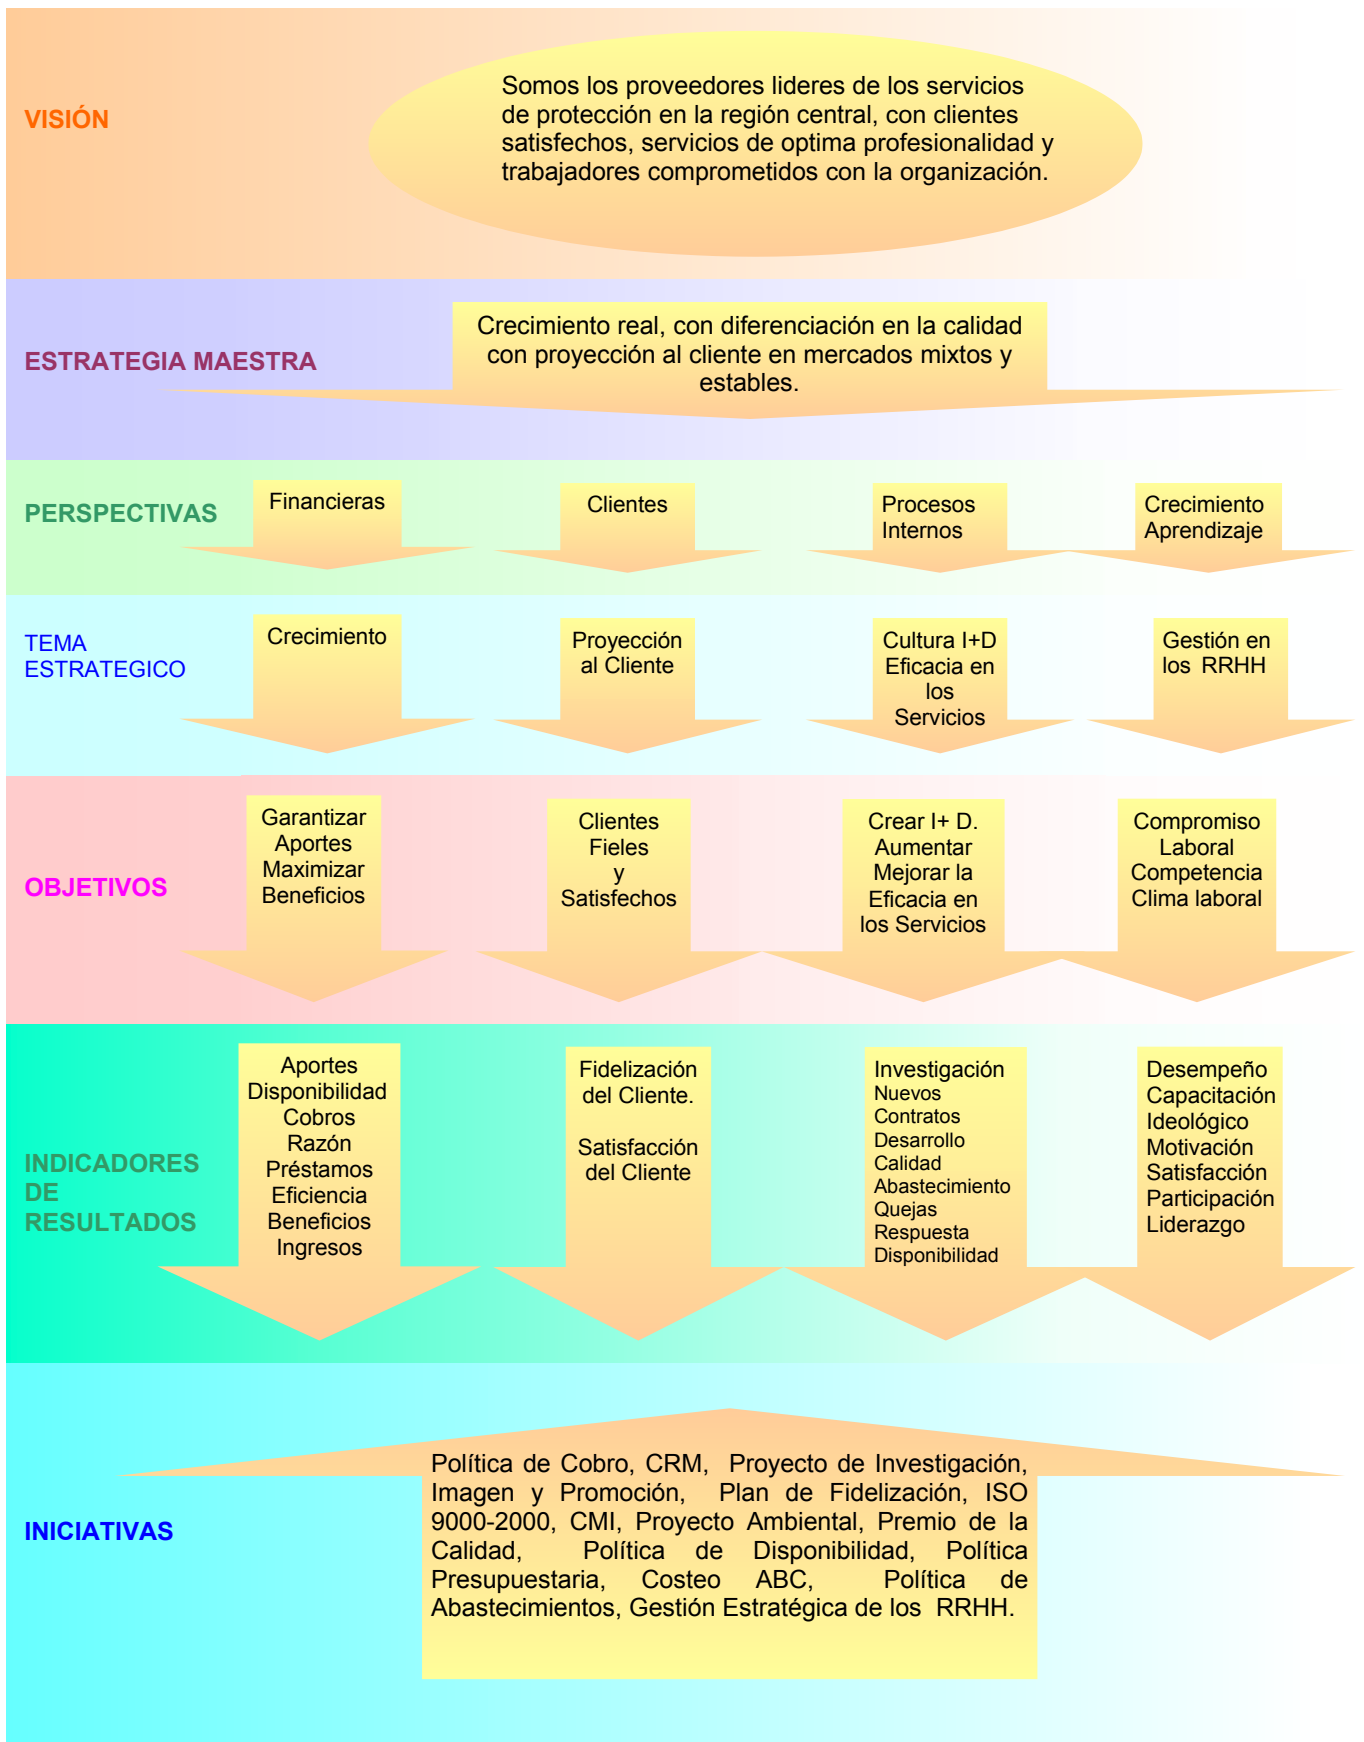 VISIÓN
Somos los proveedores lideres de los servicios
de protección en la región central, con clientes
satisfechos, servicios de optima profesionalidad y
trabajadores comprometidos con la organización.
ESTRATEGIA MAESTRA
Crecimiento real, con diferenciación en la calidad
con proyección al cliente en mercados mixtos y
estables.
PERSPECTIVAS
Financieras
Clientes
Procesos
Internos
Crecimiento
Aprendizaje
TEMA
ESTRATEGICO
Crecimiento
Proyección
al Cliente
Cultura I+D
Eficacia en
los
Servicios
Gestión en
los RRHH
OBJETIVOS
Garantizar
Aportes
Maximizar
Beneficios
Clientes
Fieles
y
Satisfechos
Crear I+ D.
Aumentar
Mejorar la
Eficacia en
los Servicios
Compromiso
Laboral
Competencia
Clima laboral
INDICADORES
DE
RESULTADOS
Aportes
Disponibilidad
Cobros
Razón
Préstamos
Eficiencia
Beneficios
Ingresos
Fidelización
del Cliente.
Satisfacción
del Cliente
Investigación
Nuevos
Contratos
Desarrollo
Calidad
Abastecimiento
Quejas
Respuesta
Disponibilidad
Desempeño
Capacitación
Ideológico
Motivación
Satisfacción
Participación
Liderazgo
INICIATIVAS
Política de Cobro, CRM, Proyecto de Investigación,
Imagen y Promoción, Plan de Fidelización, ISO
9000-2000, CMI, Proyecto Ambiental, Premio de la
Calidad, Política de Disponibilidad, Política
Presupuestaria, Costeo ABC, Política de
Abastecimientos, Gestión Estratégica de los RRHH.